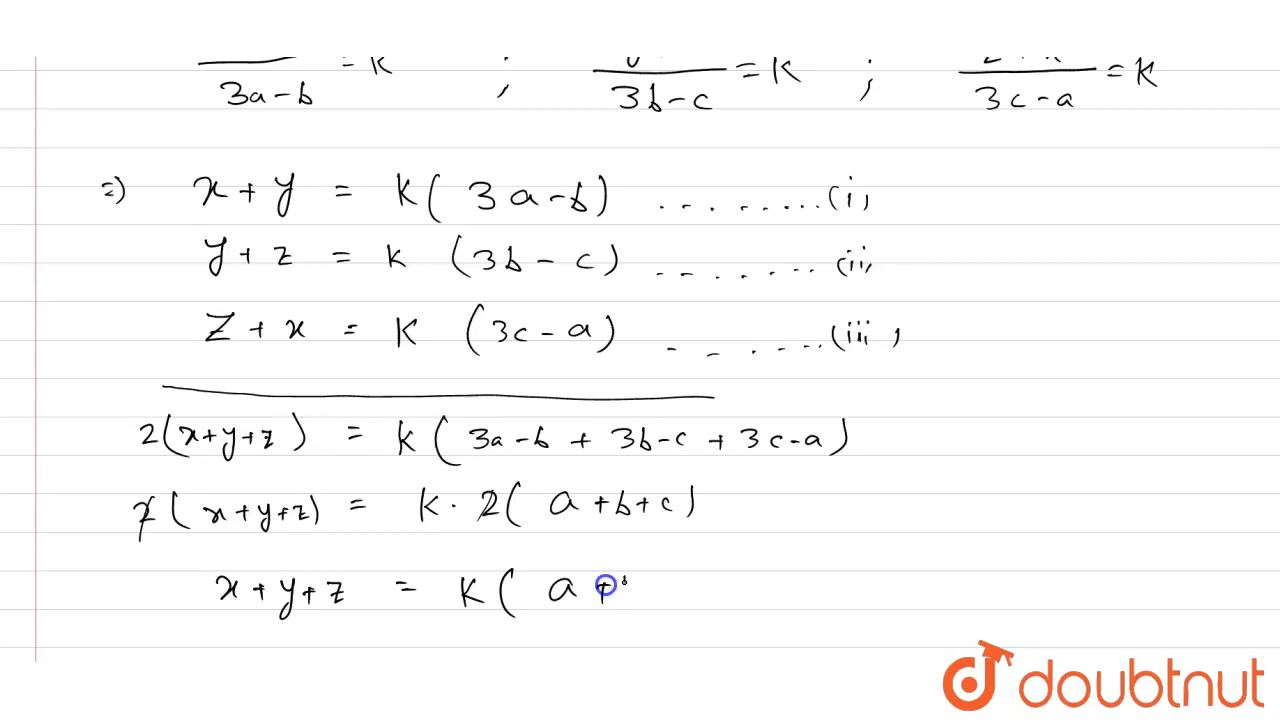 3a-b = K ; 3b-c = K ; 3c-a = K
=) x + y = K ( 3a-b) ......... (i)
y + z = K (3b - c) ......... (ii)
z + x = K (3c - a) ......... (iii)
2(x+y+z) = K ( 3a-b + 3b-c + 3c-a )
2( x+y+z) = K . 2( a +b+c )
x + y + z = K ( a +
doubtnut